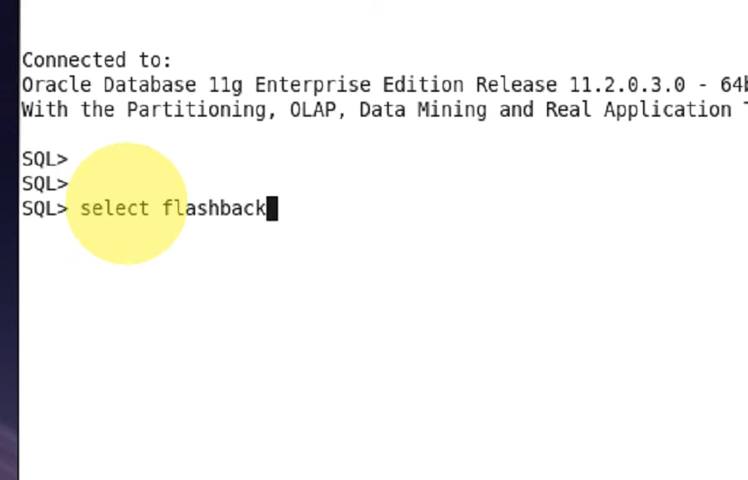 Connected to:
Oracle Database 11g Enterprise Edition Release 11.2.0.3.0 - 64
With the Partitioning, OLAP, Data Mining and Real Application
SQL>
SQL>
SQL> select flashback